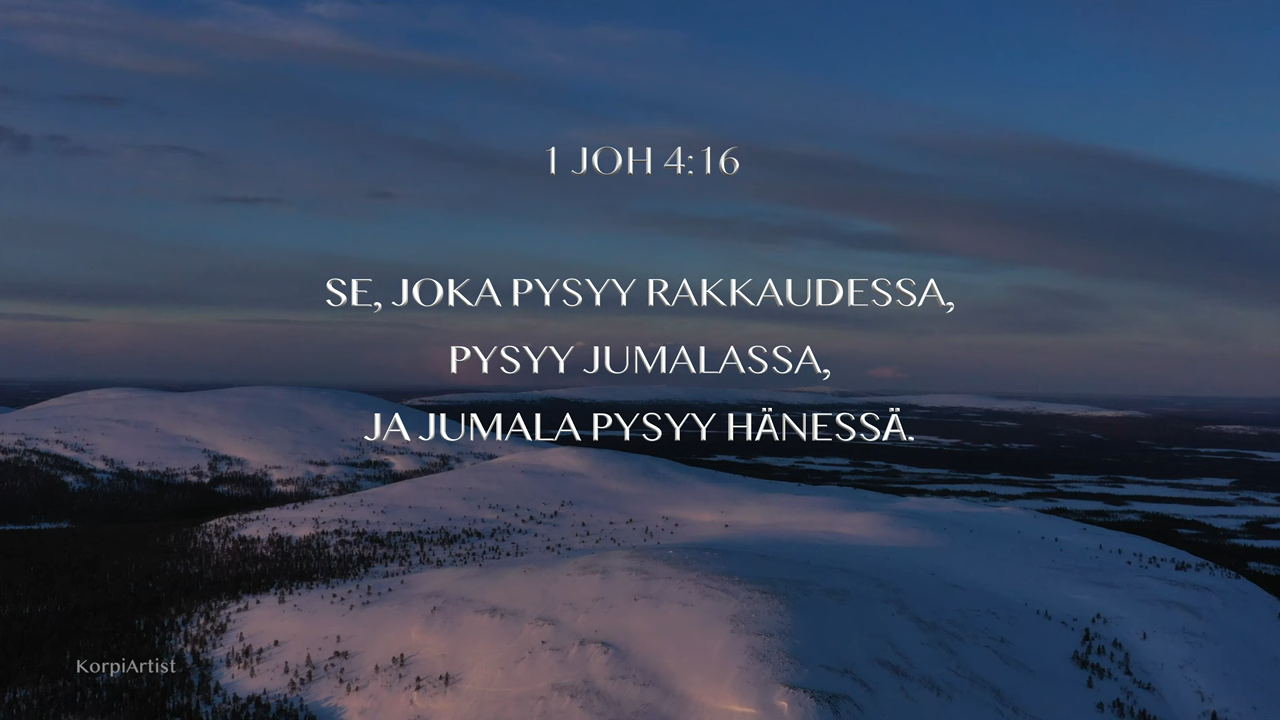 1 JOH 4:16
SE, JOKA PYSYY RAKKAUDESSA,
PYSYY JUMALASSA,
JA JUMALA PYSYY HÄNESSÄ.
KorpiArtist